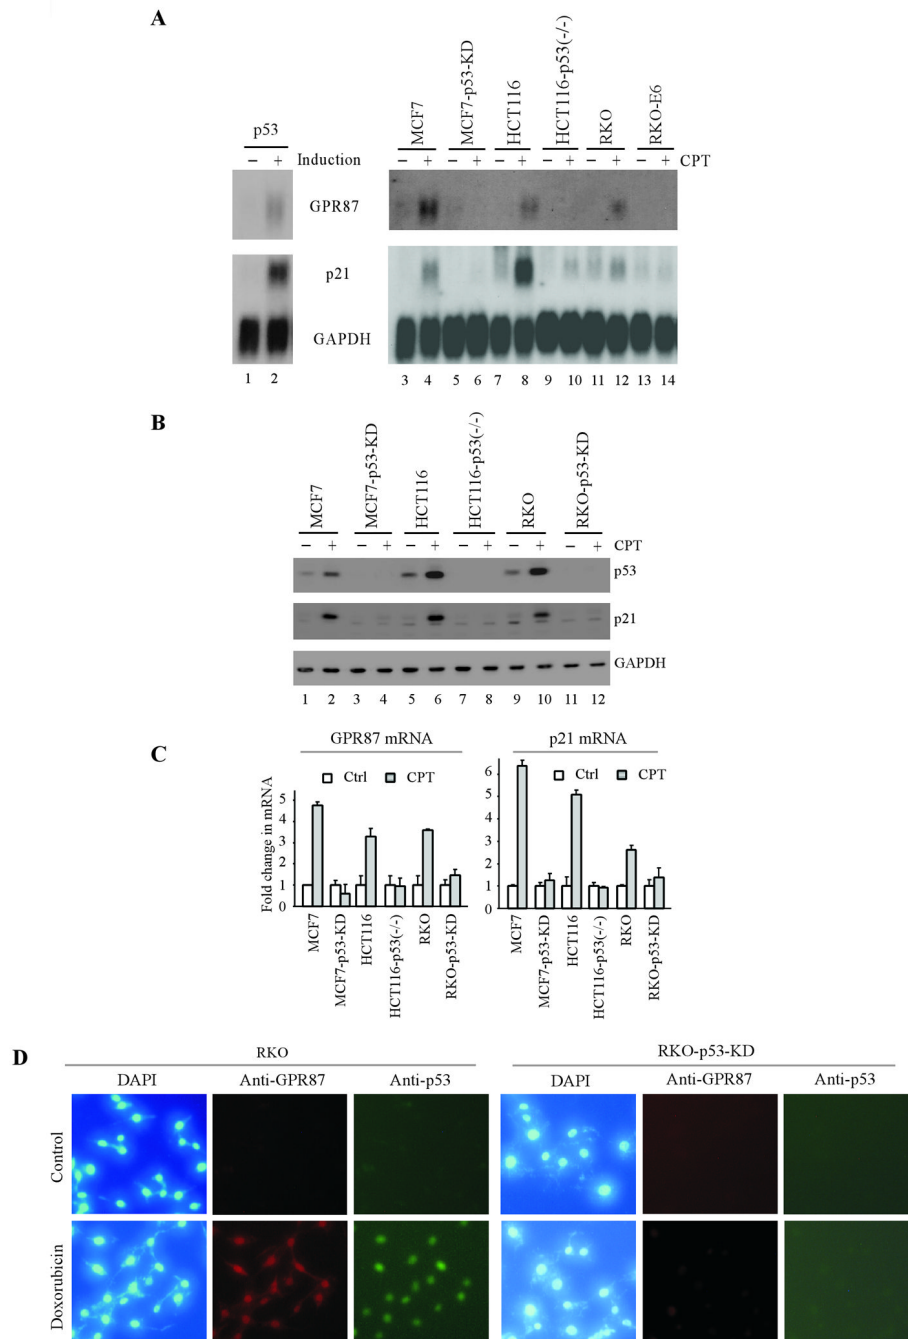 A
p53
− + Induction
MCF7 MCF7-p53-KD HCT116 HCT116-p53(-/-) RKO RKO-E6
− + − + − + − + − + − + CPT
GPR87
p21
GAPDH
1 2 3 4 5 6 7 8 9 10 11 12 13 14
B
MCF7 MCF7-p53-KD HCT116 HCT116-p53(-/-) RKO RKO-p53-KD
− + − + − + − + − + − + CPT
p53
p21
GAPDH
1 2 3 4 5 6 7 8 9 10 11 12
C
GPR87 mRNA
Ctrl CPT
Fold change in mRNA
5
4
3
2
1
0
MCF7
MCF7-p53-KD
HCT116
HCT116-p53(-/-)
RKO
RKO-p53-KD
p21 mRNA
Ctrl CPT
6
5
4
3
2
1
0
MCF7
MCF7-p53-KD
HCT116
HCT116-p53(-/-)
RKO
RKO-p53-KD
D
RKO RKO-p53-KD
DAPI Anti-GPR87 Anti-p53 DAPI Anti-GPR87 Anti-p53
Control
Doxorubicin